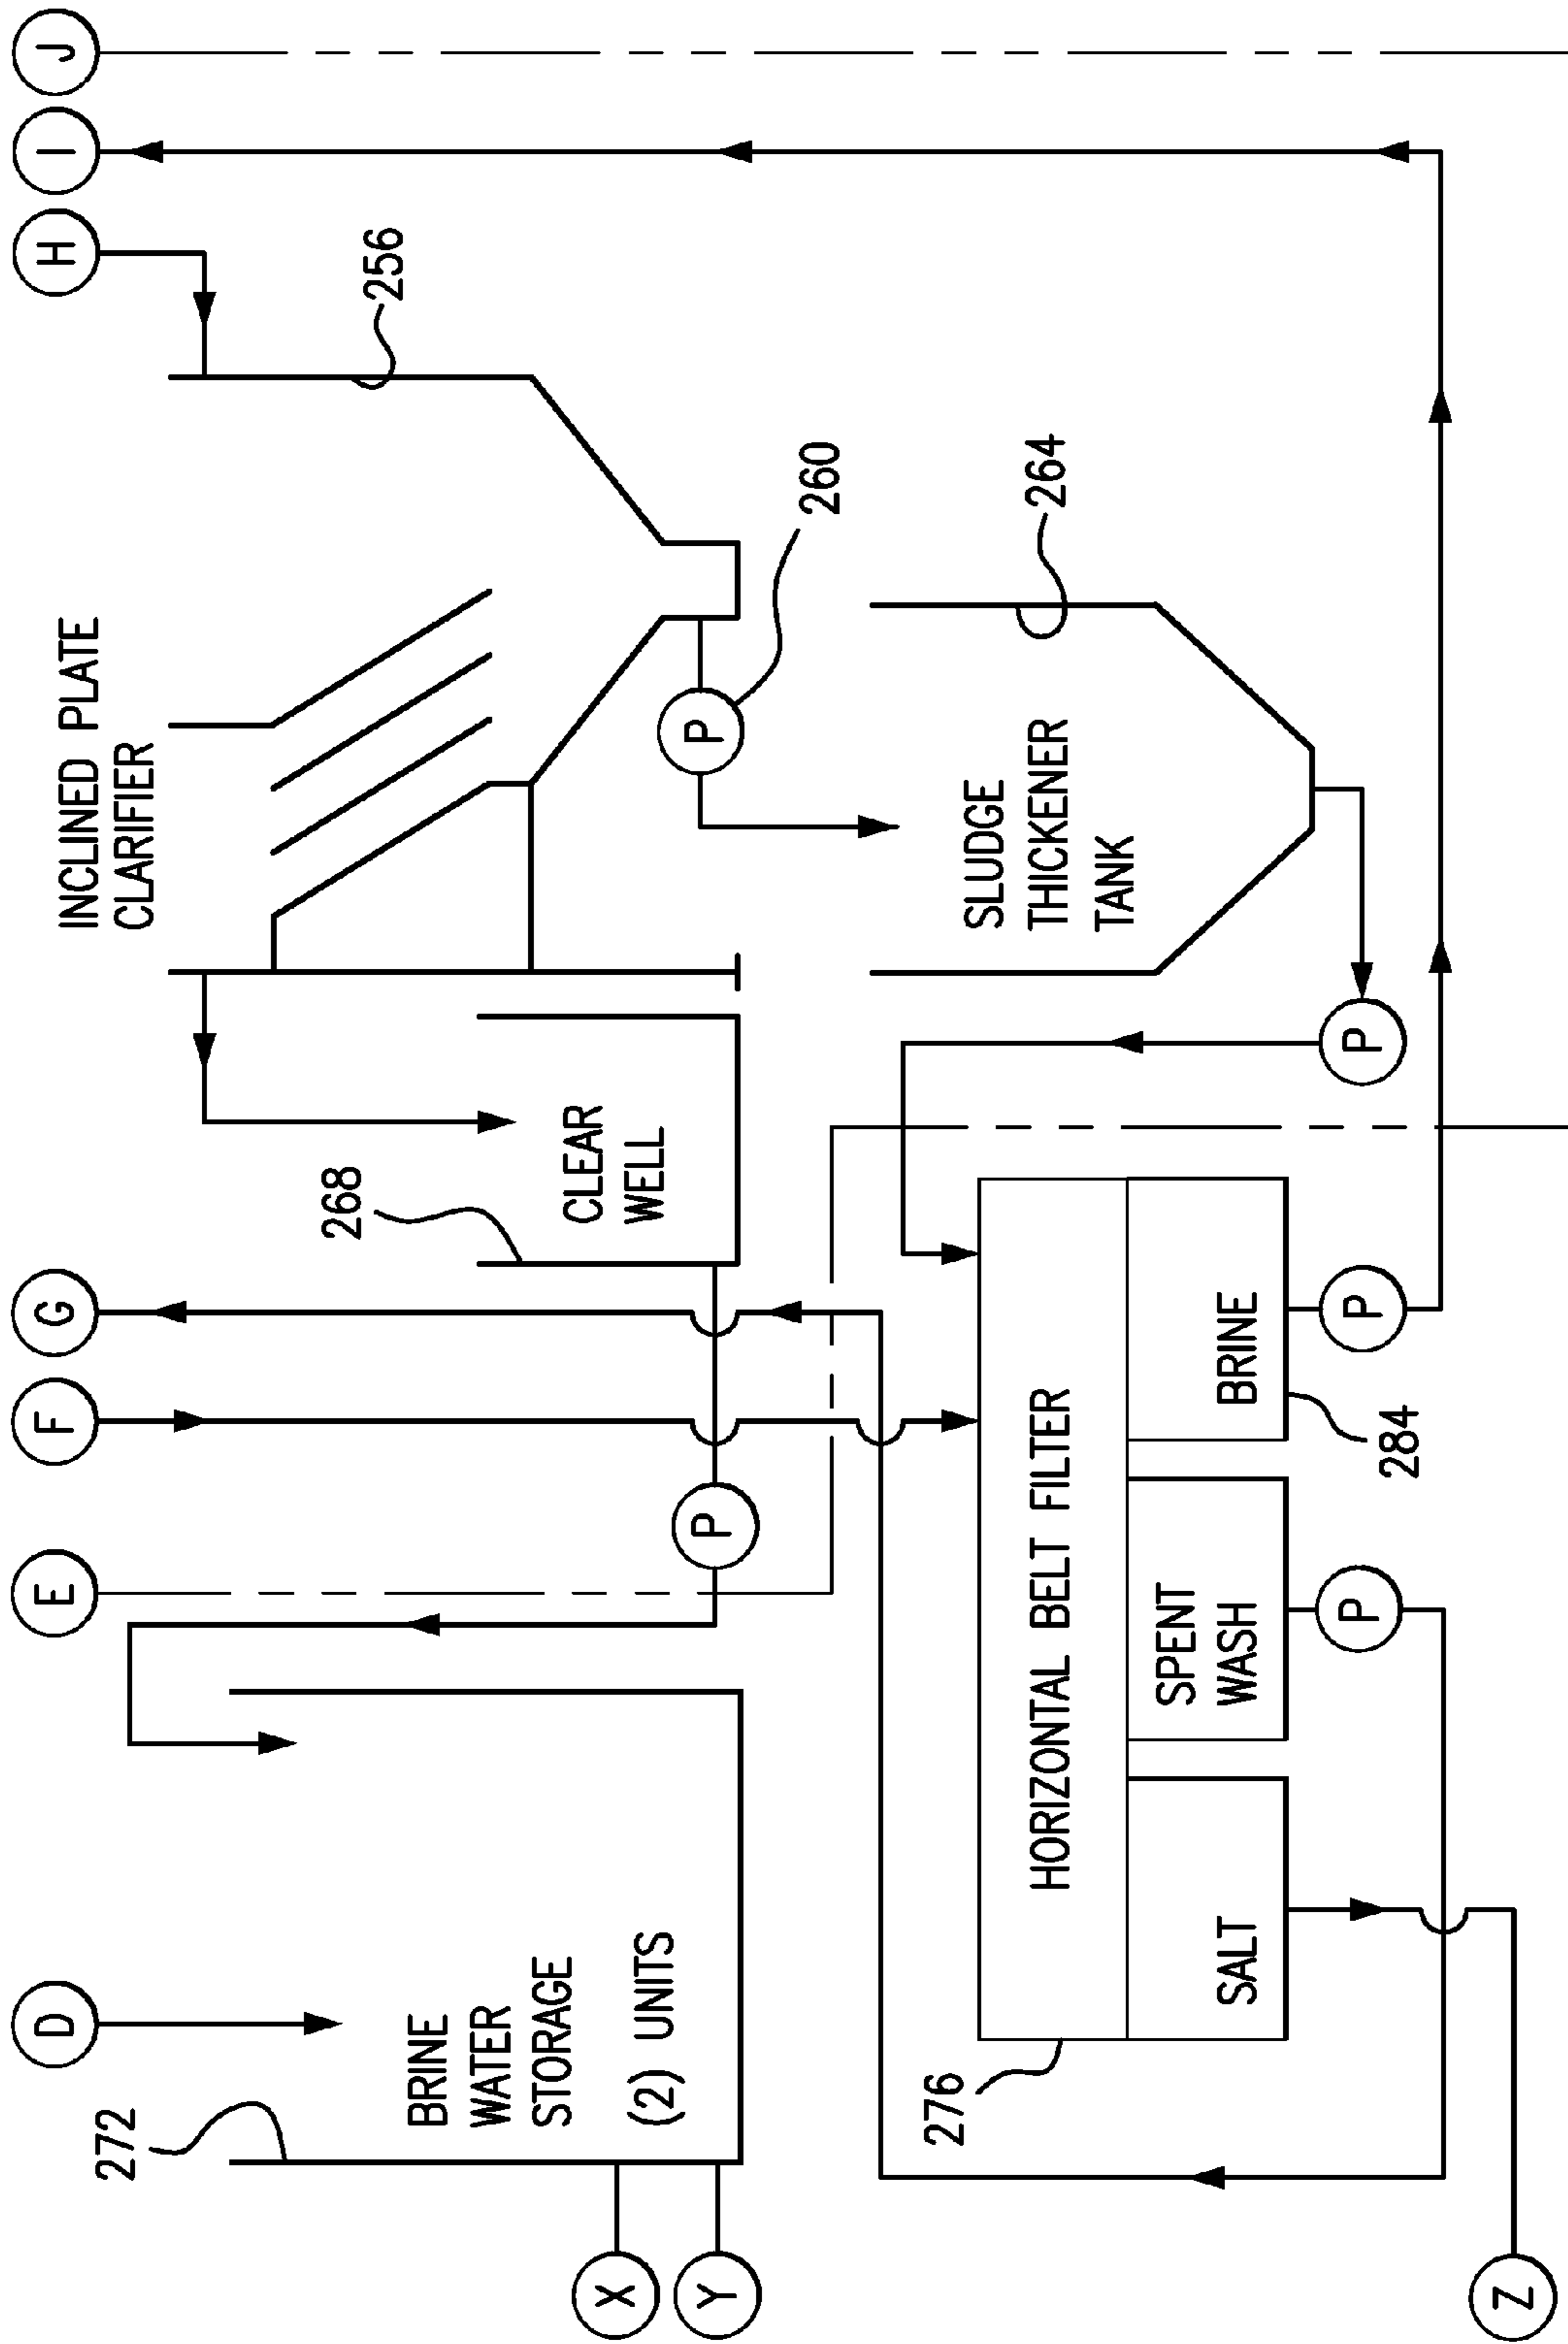 D
E
F
G
H
I
J
INCLINED PLATE
CLARIFIER
272
268
256
BRINE
WATER
STORAGE
(2) UNITS
CLEAR
WELL
X
Y
P
P
260
276
SLUDGE
THICKENER
TANK
264
HORIZONTAL BELT FILTER
SALT
SPENT
WASH
BRINE
284
P
P
P
Z